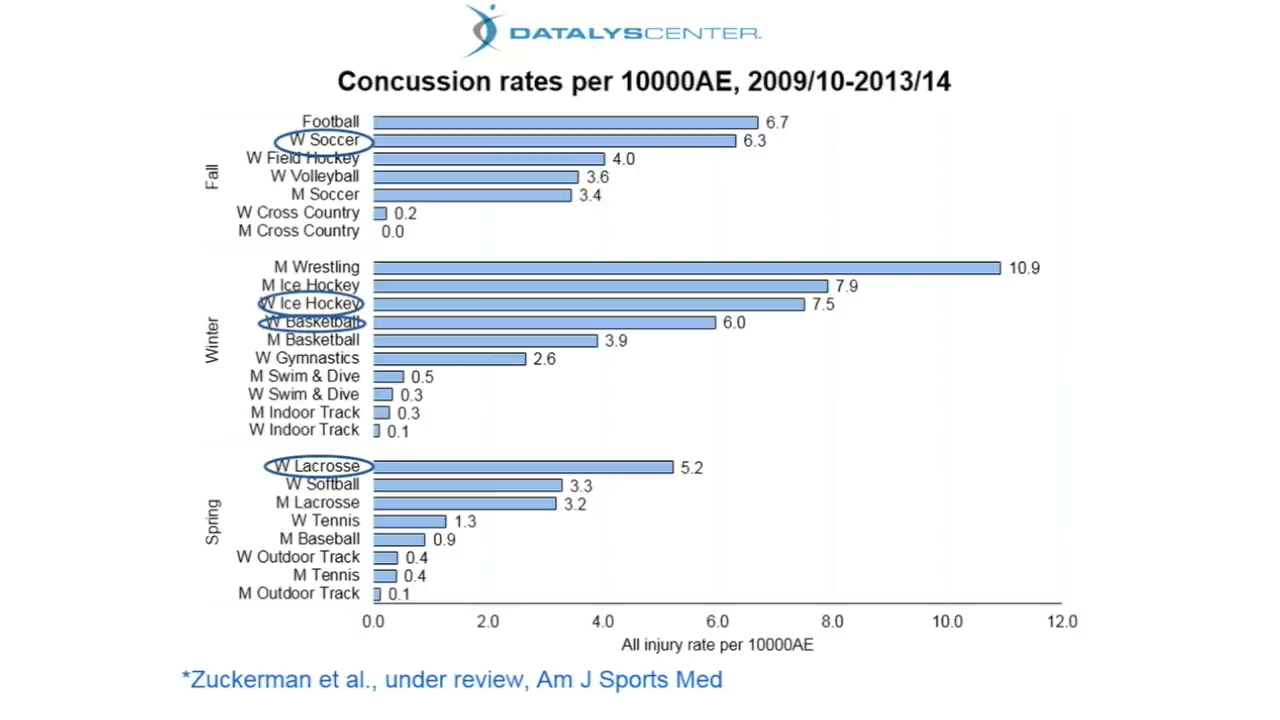 DATALYSCENTER.
Concussion rates per 10000AE, 2009/10-2013/14
Fall
Football 6.7
W Soccer 6.3
W Field Hockey 4.0
W Volleyball 3.6
M Soccer 3.4
W Cross Country 0.2
M Cross Country 0.0
Winter
M Wrestling 10.9
M Ice Hockey 7.9
W Ice Hockey 7.5
W Basketball 6.0
M Basketball 3.9
W Gymnastics 2.6
M Swim & Dive 0.5
W Swim & Dive 0.3
M Indoor Track 0.3
W Indoor Track 0.1
Spring
W Lacrosse 5.2
W Softball 3.3
M Lacrosse 3.2
W Tennis 1.3
M Baseball 0.9
W Outdoor Track 0.4
M Tennis 0.4
M Outdoor Track 0.1
0.0 2.0 4.0 6.0 8.0 10.0 12.0
All injury rate per 10000AE
*Zuckerman et al., under review, Am J Sports Med